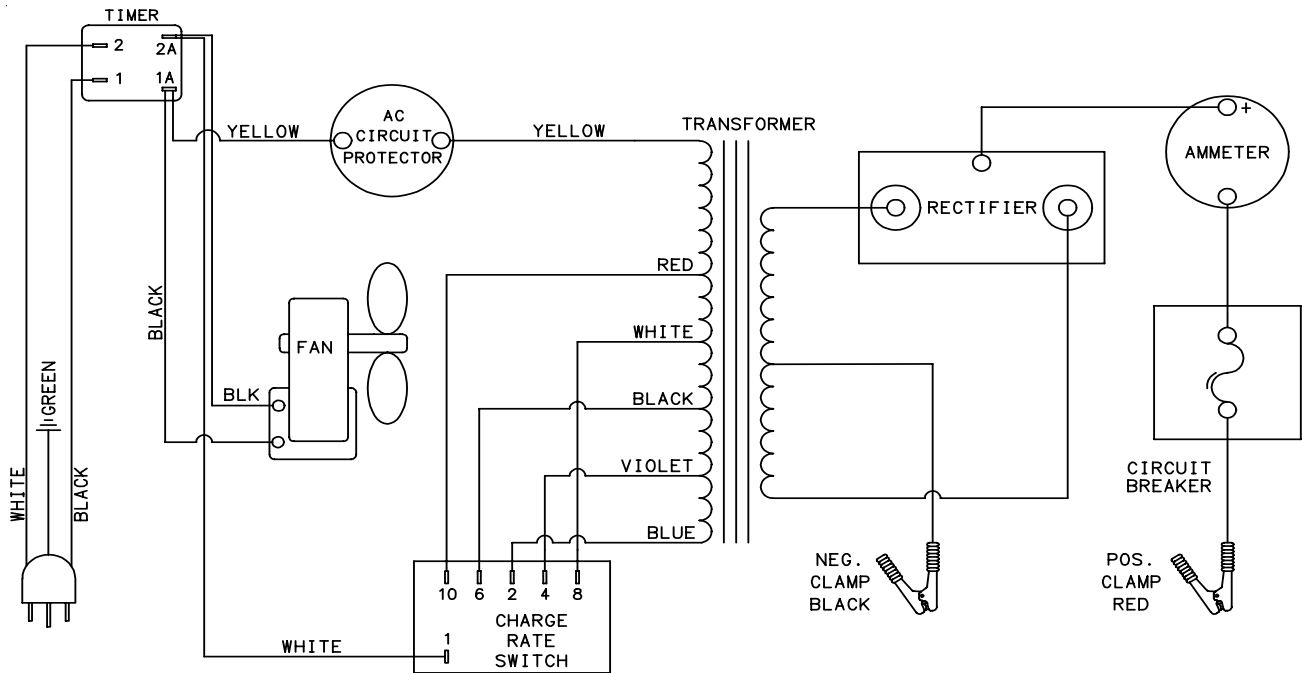 TIMER
2
2A
1
1A
YELLOW
AC
CIRCUIT
PROTECTOR
YELLOW
TRANSFORMER
+
AMMETER
RECTIFIER
RED
BLACK
FAN
WHITE
BLK
BLACK
GREEN
VIOLET
WHITE
BLACK
CIRCUIT
BREAKER
BLUE
NEG.
CLAMP
BLACK
POS.
CLAMP
RED
10 6 2 4 8
CHARGE
RATE
SWITCH
1
WHITE